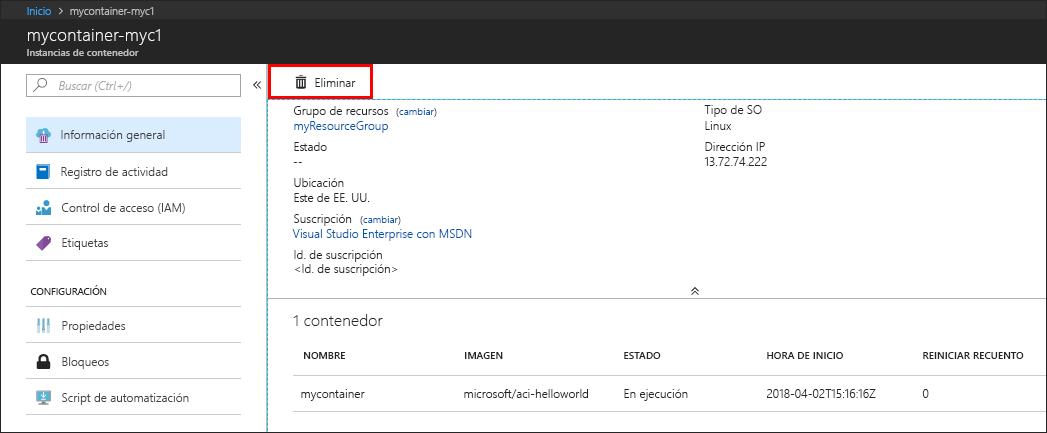 Inicio > mycontainer-myc1
mycontainer-myc1
Instancias de contenedor
Buscar (Ctrl+/)
Información general
Registro de actividad
Control de acceso (IAM)
Etiquetas
CONFIGURACIÓN
Propiedades
Bloqueos
Script de automatización
Eliminar
Grupo de recursos (cambiar)
myResourceGroup
Estado
--
Ubicación
Este de EE. UU.
Suscripción (cambiar)
Visual Studio Enterprise con MSDN
Id. de suscripción
<Id. de suscripción>
Tipo de SO
Linux
Dirección IP
13.72.74.222
1 contenedor
NOMBRE IMAGEN ESTADO HORA DE INICIO REINICIAR RECUENTO
mycontainer microsoft/aci-helloworld En ejecución 2018-04-02T15:16:16Z 0